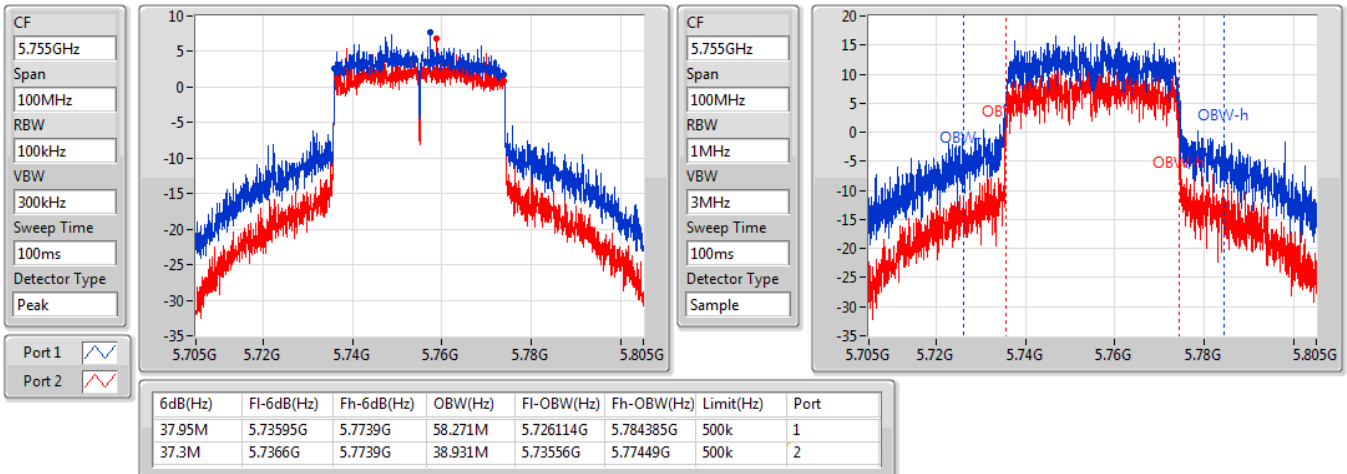 CF
5.755GHz
Span
100MHz
RBW
100kHz
VBW
300kHz
Sweep Time
100ms
Detector Type
Peak
Port 1
Port 2
10
5
0
-5
-10
-15
-20
-25
-30
-35
5.705G 5.72G 5.74G 5.76G 5.78G 5.805G
CF
5.755GHz
Span
100MHz
RBW
1MHz
VBW
3MHz
Sweep Time
100ms
Detector Type
Sample
20
15
10
5
0
-5
-10
-15
-20
-25
-30
-35
OBW-h
5.705G 5.72G 5.74G 5.76G 5.78G 5.805G
6dB(Hz) Fl-6dB(Hz) Fh-6dB(Hz) OBW(Hz) Fl-OBW(Hz) Fh-OBW(Hz) Limit(Hz) Port
37.95M 5.73595G 5.7739G 58.271M 5.726114G 5.784385G 500k 1
37.3M 5.7366G 5.7739G 38.931M 5.73556G 5.77449G 500k 2